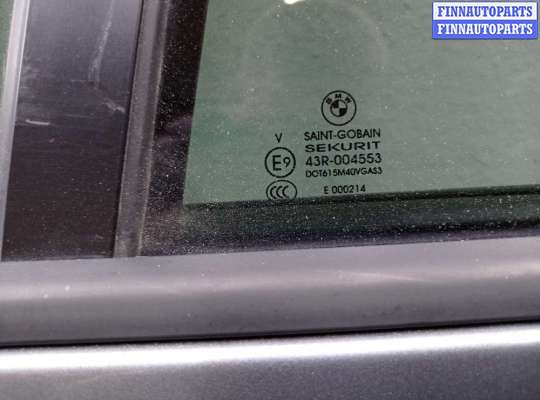 FINNAUTOPARTS
FINNAUTOPARTS
BMW
V SAINT-GOBAIN
SEKURIT
E9 43R-004553
DOT615M40VGAS3
CCC E 000214